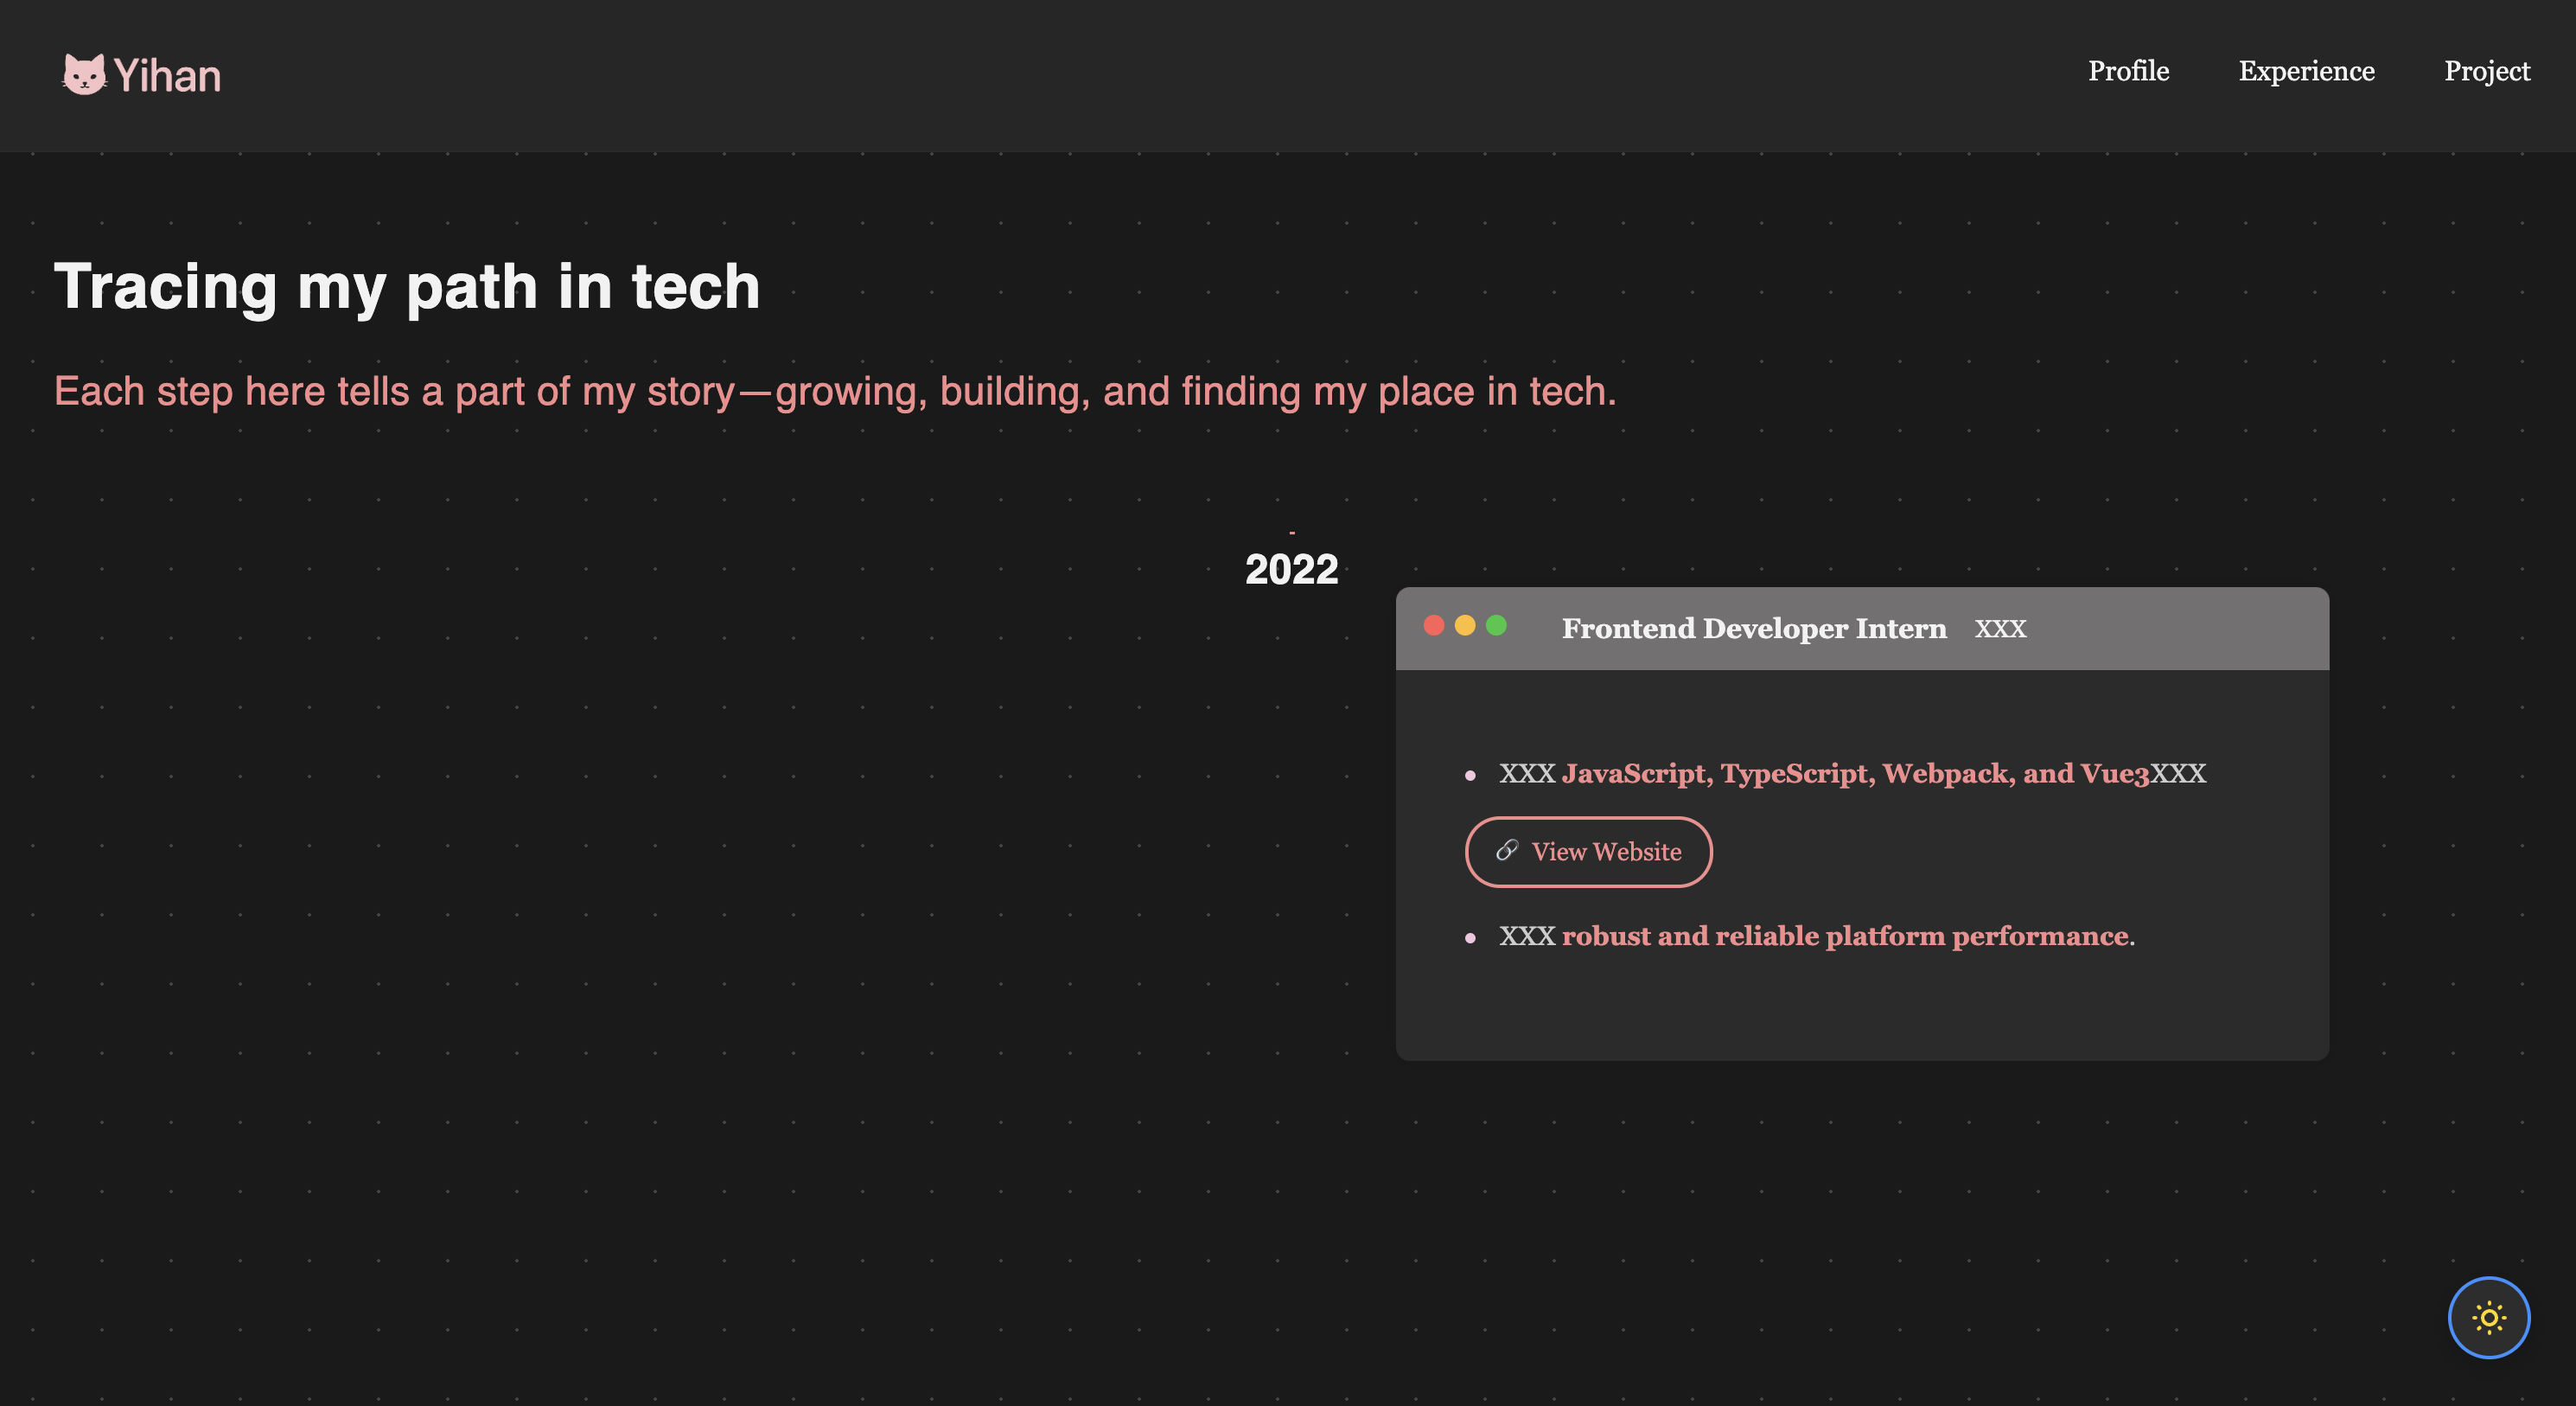 Yihan
Profile Experience Project
Tracing my path in tech
Each step here tells a part of my story—growing, building, and finding my place in tech.
-
2022
Frontend Developer Intern XXX
XXX JavaScript, TypeScript, Webpack, and Vue3XXX
View Website
XXX robust and reliable platform performance.